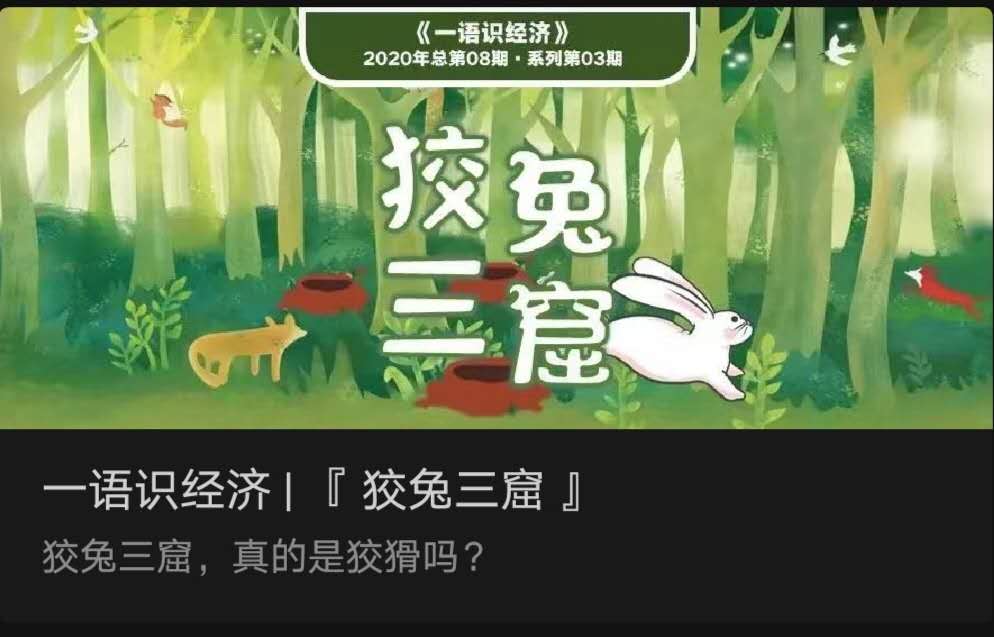 《一语识经济》
2020年总第08期·系列第03期
狡兔
三窟
一语识经济 | 『 狡兔三窟 』
狡兔三窟，真的是狡猾吗？